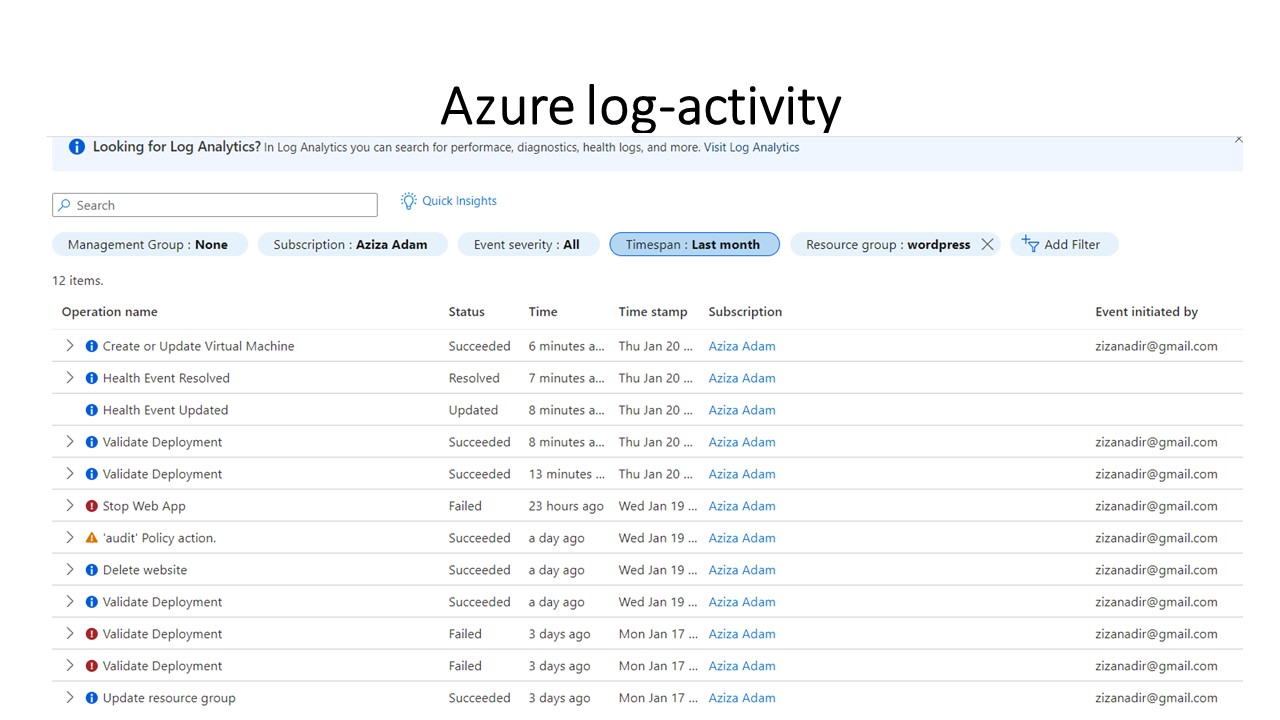 Azure log-activity
Looking for Log Analytics? In Log Analytics you can search for performace, diagnostics, health logs, and more. Visit Log Analytics
Search
Quick Insights
Management Group : None Subscription : Aziza Adam Event severity : All Timespan : Last month Resource group : wordpress Add Filter
12 items.
Operation name Status Time Time stamp Subscription Event initiated by
Create or Update Virtual Machine Succeeded 6 minutes a... Thu Jan 20 ... Aziza Adam zizanadir@gmail.com
Health Event Resolved Resolved 7 minutes a... Thu Jan 20 ... Aziza Adam
Health Event Updated Updated 8 minutes a... Thu Jan 20 ... Aziza Adam
Validate Deployment Succeeded 8 minutes a... Thu Jan 20 ... Aziza Adam zizanadir@gmail.com
Validate Deployment Succeeded 13 minutes ... Thu Jan 20 ... Aziza Adam zizanadir@gmail.com
Stop Web App Failed 23 hours ago Wed Jan 19 ... Aziza Adam zizanadir@gmail.com
'audit' Policy action. Succeeded a day ago Wed Jan 19 ... Aziza Adam zizanadir@gmail.com
Delete website Succeeded a day ago Wed Jan 19 ... Aziza Adam zizanadir@gmail.com
Validate Deployment Succeeded a day ago Wed Jan 19 ... Aziza Adam zizanadir@gmail.com
Validate Deployment Failed 3 days ago Mon Jan 17 ... Aziza Adam zizanadir@gmail.com
Validate Deployment Failed 3 days ago Mon Jan 17 ... Aziza Adam zizanadir@gmail.com
Update resource group Succeeded 3 days ago Mon Jan 17 ... Aziza Adam zizanadir@gmail.com